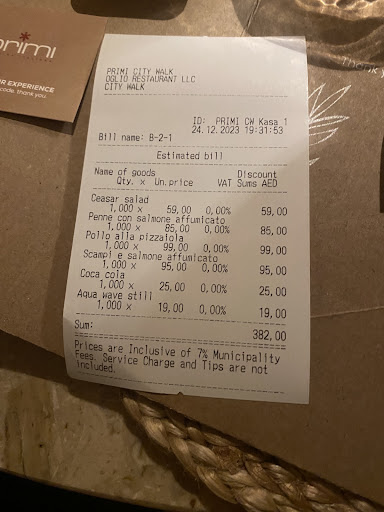 primi
R EXPERIENCE
code. thank you.
Thank y
PRIMI CITY WALK
OGLIO RESTAURANT LLC
CITY WALK
ID: PRIMI CW Kasa 1
24.12.2023 19:31:53
Bill name: B-2-1
Estimated bill
Name of goods Discount
Qty. x Un.price VAT Sums AED
Ceasar salad
1,000 x 59,00 0,00% 59,00
Penne con salmone affumicato
1,000 x 85,00 0,00% 85,00
Pollo alla pizzaiola
1,000 x 99,00 0,00% 99,00
Scampi e salmone affumicato
1,000 x 95,00 0,00% 95,00
Coca cola
1,000 x 25,00 0,00% 25,00
Aqua wave still
1,000 x 19,00 0,00% 19,00
Sum: 382,00
Prices are Inclusive of 7% Municipality
Fees. Service Charge and Tips are not
included.